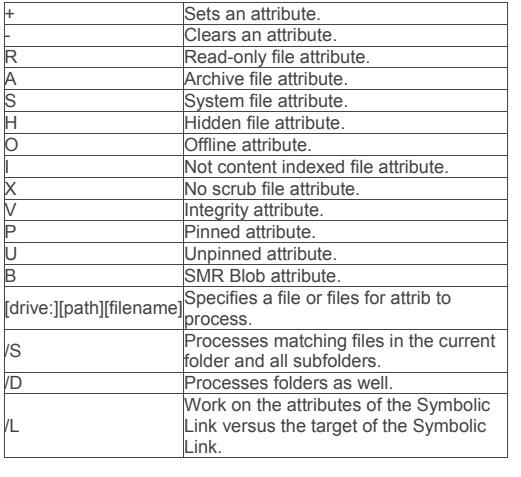 + Sets an attribute.
- Clears an attribute.
R Read-only file attribute.
A Archive file attribute.
S System file attribute.
H Hidden file attribute.
O Offline attribute.
I Not content indexed file attribute.
X No scrub file attribute.
V Integrity attribute.
P Pinned attribute.
U Unpinned attribute.
B SMR Blob attribute.
[drive:][path][filename] Specifies a file or files for attrib to
process.
/S Processes matching files in the current
folder and all subfolders.
/D Processes folders as well.
/L Work on the attributes of the Symbolic
Link versus the target of the Symbolic
Link.